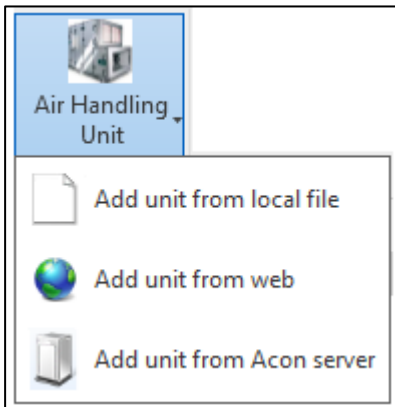 Air Handling
Unit
Add unit from local file
Add unit from web
Add unit from Acon server